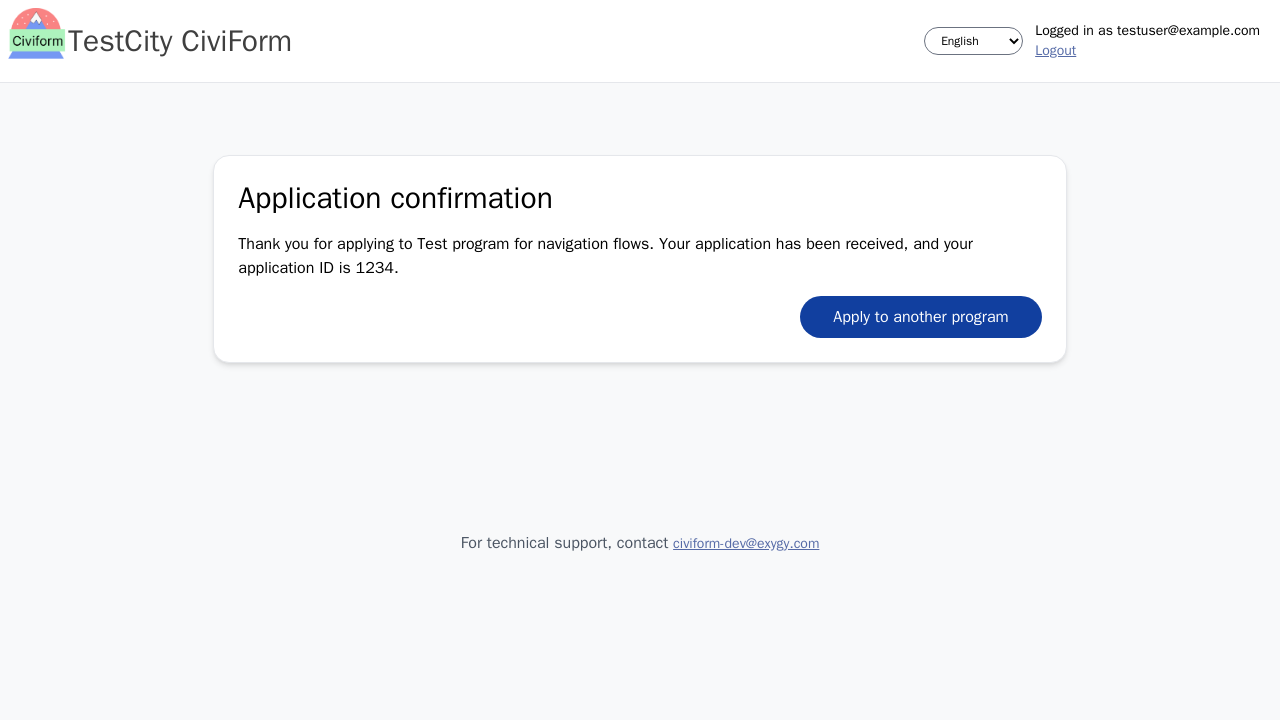 Civiform
TestCity CiviForm
English
Logged in as testuser@example.com
Logout
Application confirmation
Thank you for applying to Test program for navigation flows. Your application has been received, and your
application ID is 1234.
Apply to another program
For technical support, contact civiform-dev@exygy.com